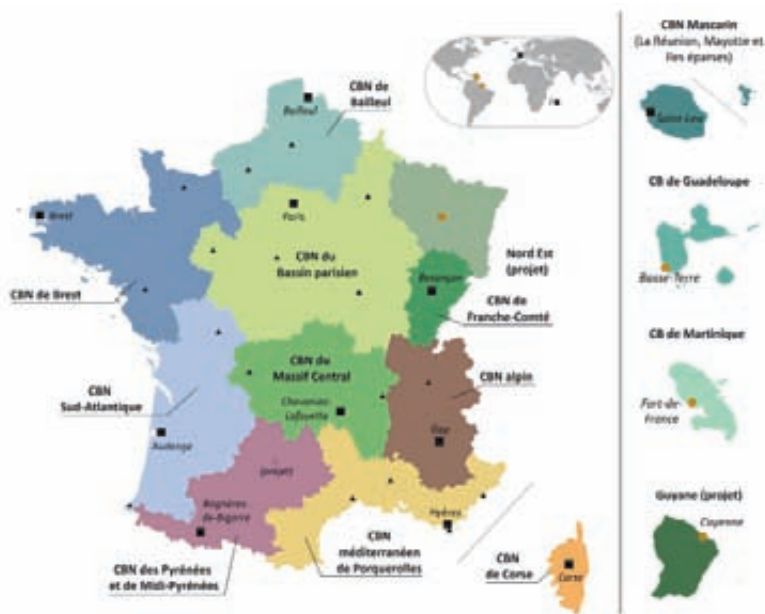 CBN de
Bailleul
Bailleul
Brest
Paris
CBN de Brest
CBN du
Bassin parisien
Nord Est
(projet)
Besançon
CBN de
Franche-Comté
CBN du
Massif Central
Chavaniac-
Lafayette
CBN
Sud-Atlantique
Audenge
CBN alpin
Gap
(projet)
Bagnères
de-Bigorre
CBN des Pyrénées
et de Midi-Pyrénées
CBN
méditerranéen
de Porquerolles
Hyères
CBN
de Corse
Corte
CBN Mascarin
(La Réunion, Mayotte et
Iles éparses)
Saint-Leu
CB de Guadeloupe
Basse-Terre
CB de Martinique
Fort-de-
France
Guyane (projet)
Cayenne